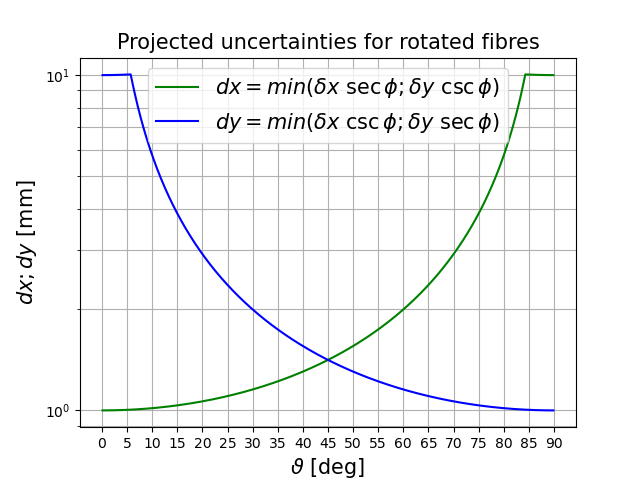 Projected uncertainties for rotated fibres
dx = min(δx sec ϕ; δy csc ϕ)
dy = min(δx csc ϕ; δy sec ϕ)
10¹
10⁰
dx; dy [mm]
0 5 10 15 20 25 30 35 40 45 50 55 60 65 70 75 80 85 90
ϑ [deg]